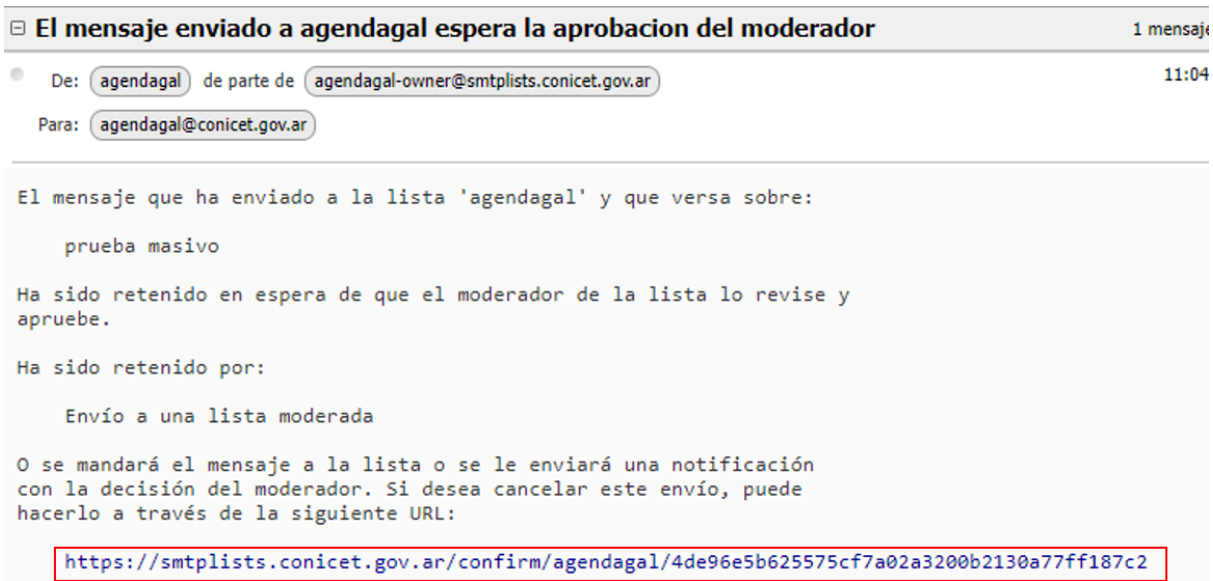 El mensaje enviado a agendagal espera la aprobacion del moderador 1 mensaje
De: agendagal de parte de agendagal-owner@smtplists.conicet.gov.ar 11:04
Para: agendagal@conicet.gov.ar
El mensaje que ha enviado a la lista 'agendagal' y que versa sobre:
prueba masivo
Ha sido retenido en espera de que el moderador de la lista lo revise y
apruebe.
Ha sido retenido por:
Envío a una lista moderada
O se mandará el mensaje a la lista o se le enviará una notificación
con la decisión del moderador. Si desea cancelar este envío, puede
hacerlo a través de la siguiente URL:
https://smtplists.conicet.gov.ar/confirm/agendagal/4de96e5b625575cf7a02a3200b2130a77ff187c2